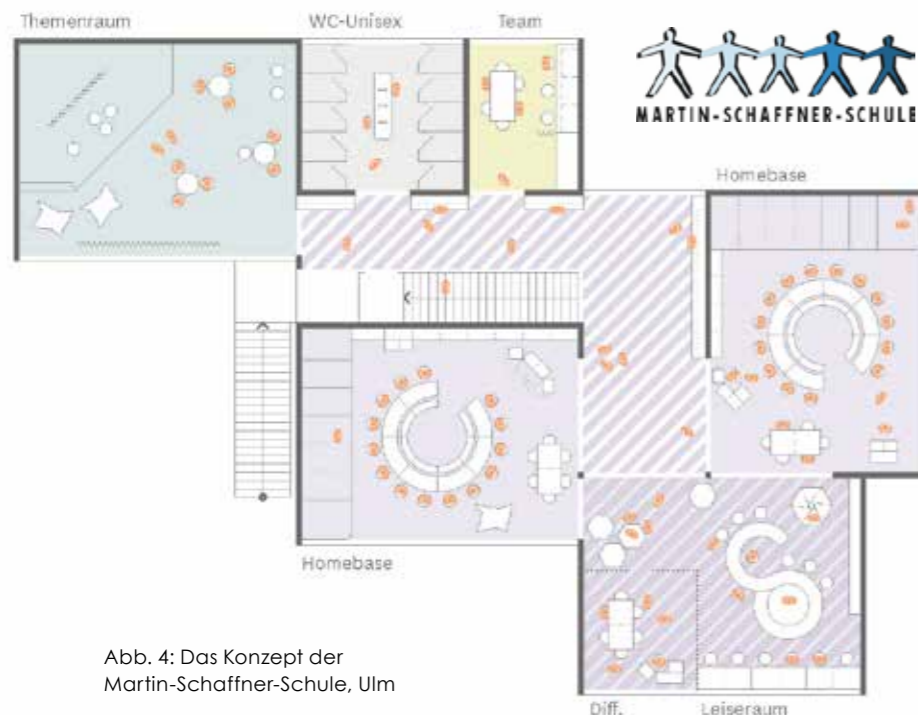 Themenraum
WC-Unisex
Team
MARTIN-SCHAFFNER-SCHULE
Homebase
Homebase
Abb. 4: Das Konzept der
Martin-Schaffner-Schule, Ulm
Diff.
Leiseraum